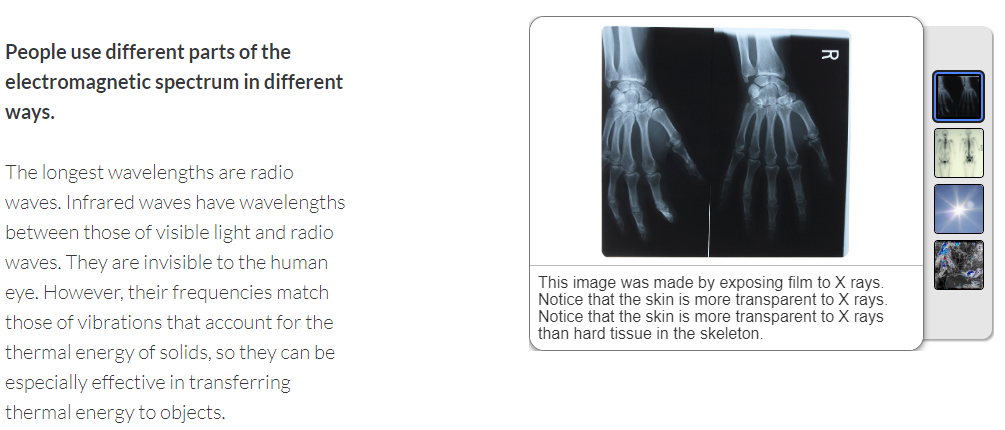 People use different parts of the
electromagnetic spectrum in different
ways.
The longest wavelengths are radio
waves. Infrared waves have wavelengths
between those of visible light and radio
waves. They are invisible to the human
eye. However, their frequencies match
those of vibrations that account for the
thermal energy of solids, so they can be
especially effective in transferring
thermal energy to objects.
R
This image was made by exposing film to X rays.
Notice that the skin is more transparent to X rays.
Notice that the skin is more transparent to X rays
than hard tissue in the skeleton.